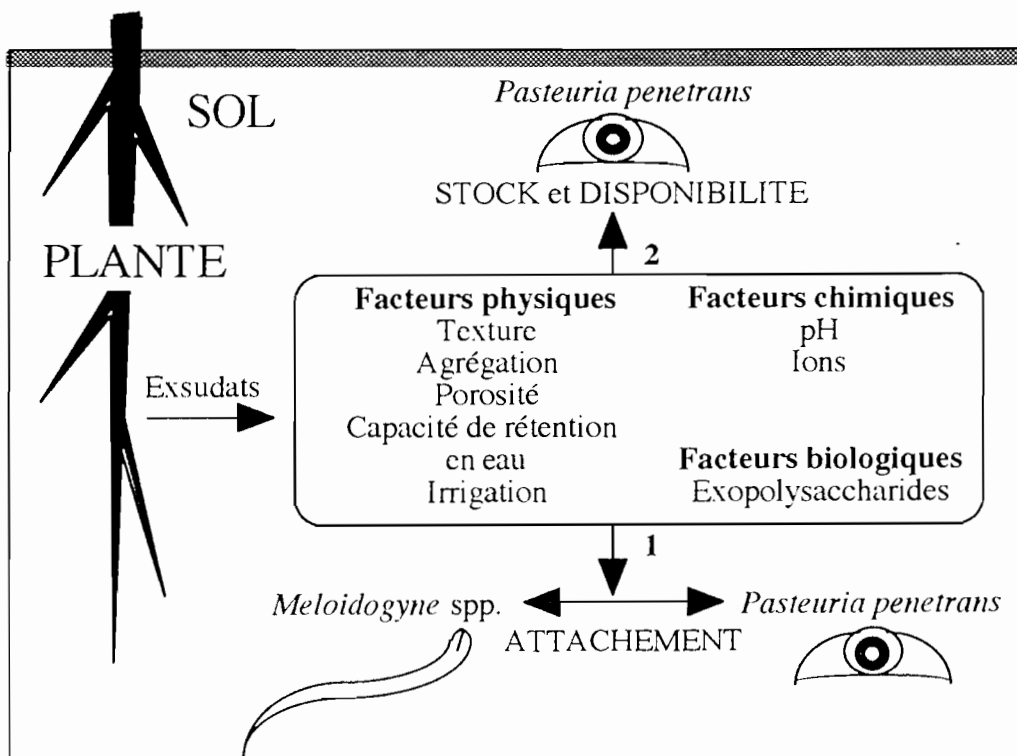 SOL
Pasteuria penetrans
STOCK et DISPONIBILITE
PLANTE
2
Facteurs physiques
Texture
Agrégation
Porosité
Capacité de rétention
en eau
Irrigation
Facteurs chimiques
pH
Ions
Facteurs biologiques
Exopolysaccharides
Exsudats
1
Meloidogyne spp.
ATTACHEMENT
Pasteuria penetrans